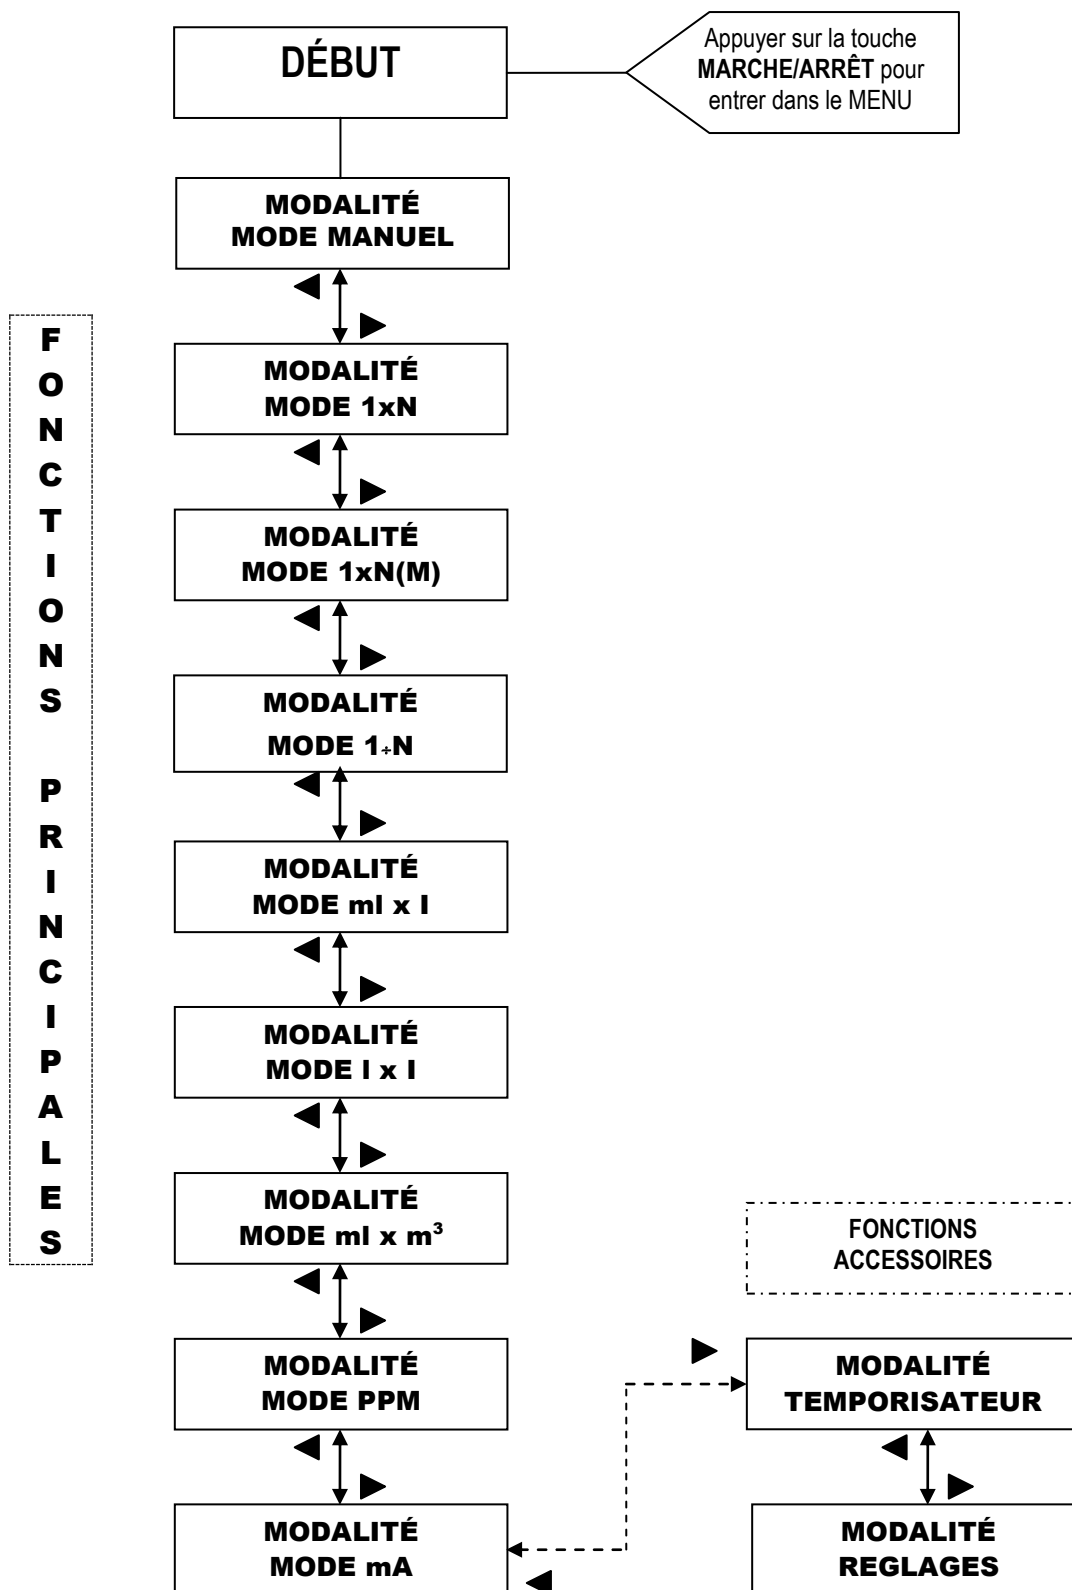 DÉBUT
Appuyer sur la touche
MARCHE/ARRÊT pour
entrer dans le MENU
MODALITÉ
MODE MANUEL
FONCTIONS PRINCIPALES
MODALITÉ
MODE 1xN
MODALITÉ
MODE 1xN(M)
MODALITÉ
MODE 1÷N
MODALITÉ
MODE ml x l
MODALITÉ
MODE l x l
MODALITÉ
MODE ml x m³
FONCTIONS
ACCESSOIRES
MODALITÉ
MODE PPM
MODALITÉ
TEMPORISATEUR
MODALITÉ
MODE mA
MODALITÉ
REGLAGES